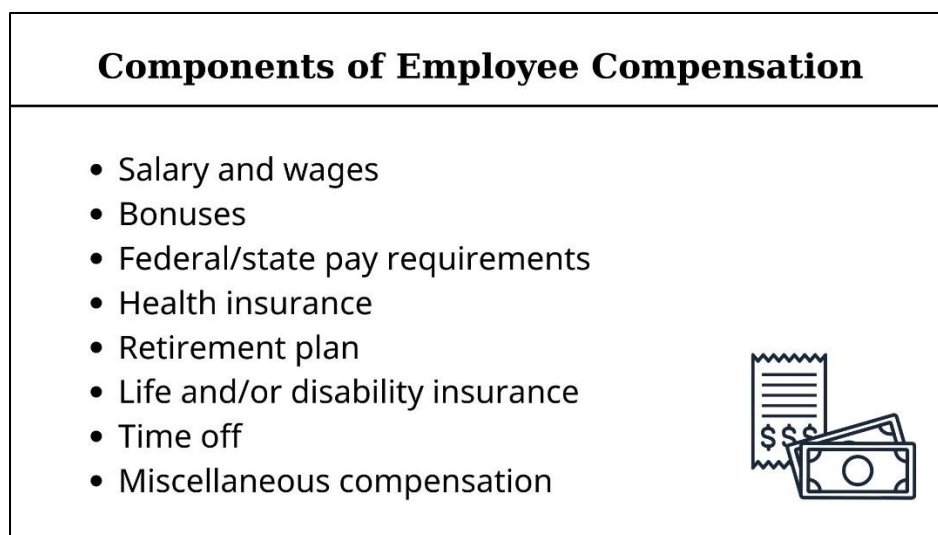 Components of Employee Compensation
• Salary and wages
• Bonuses
• Federal/state pay requirements
• Health insurance
• Retirement plan
• Life and/or disability insurance
• Time off
• Miscellaneous compensation
$ $ $